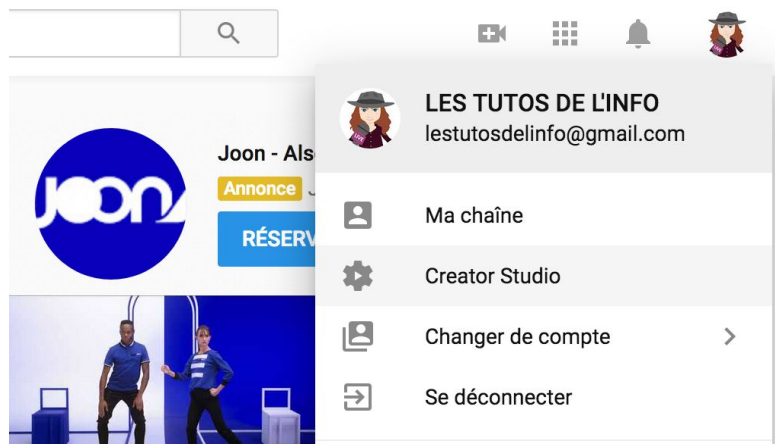 LES TUTOS DE L'INFO
lestutosdelinfo@gmail.com
JOON
Joon - Als
Annonce J
RÉSERV
Ma chaîne
Creator Studio
Changer de compte
Se déconnecter
LIVE